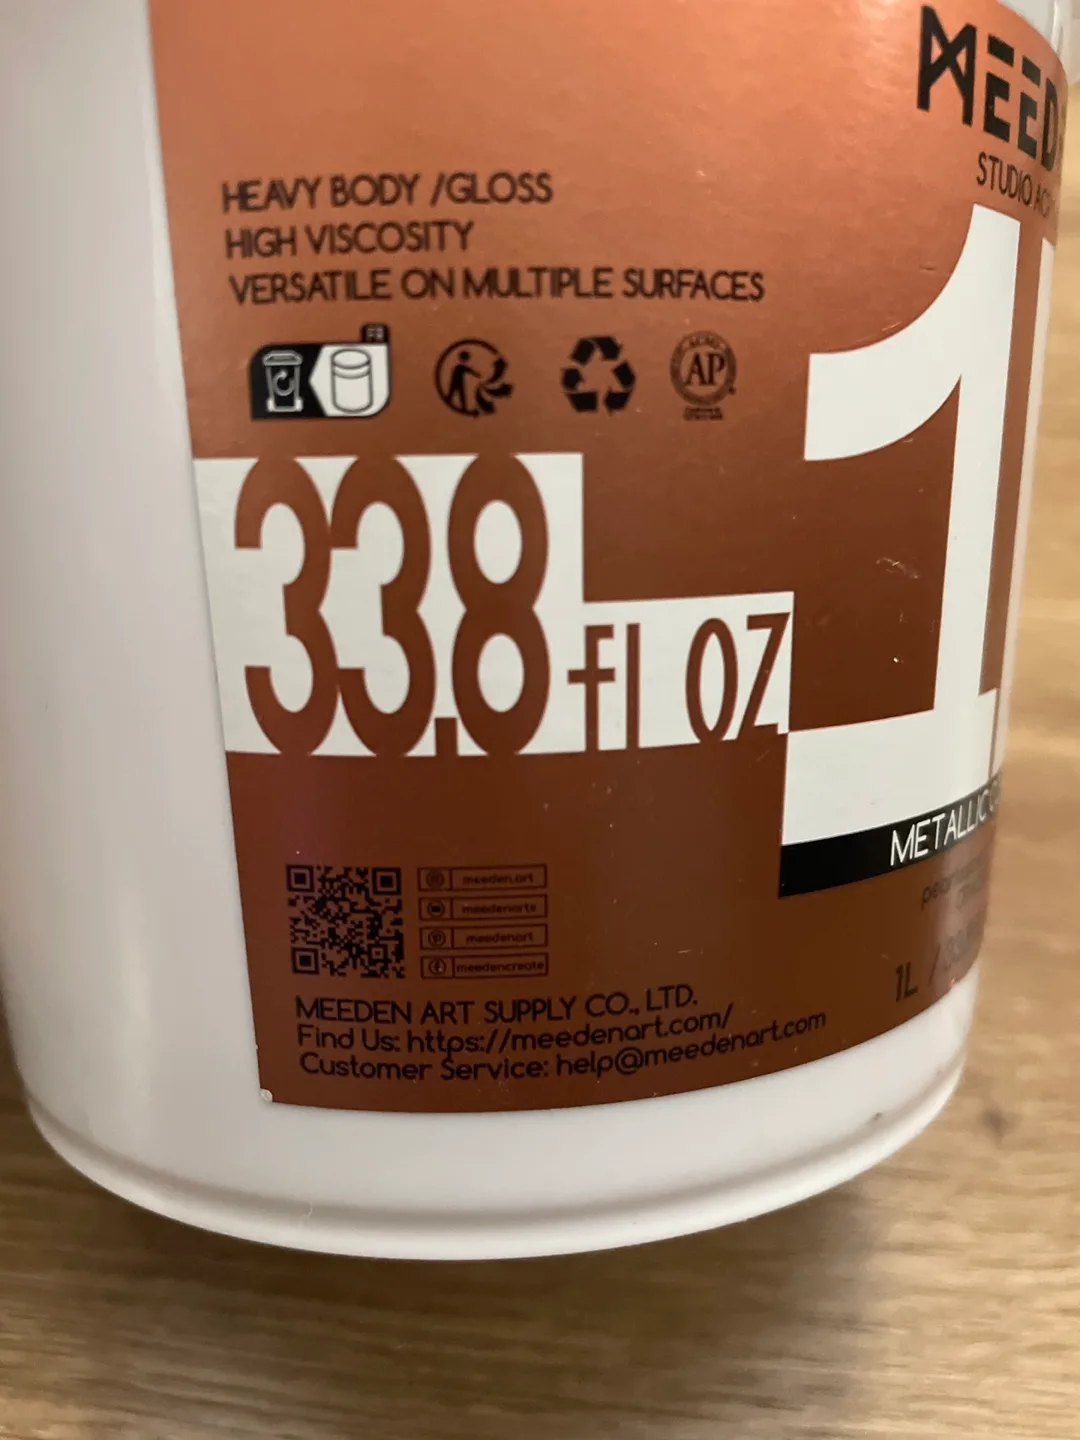 HEAVY BODY /GLOSS
HIGH VISCOSITY
VERSATILE ON MULTIPLE SURFACES
FR
AP
33.8 fl oz
meeden.art
meedenarts
meedenart
meedencreate
MEEDEN ART SUPPLY CO., LTD.
Find Us: https://meedenart.com/
Customer Service: help@meedenart.com
MEED
STUDIO
1
METALLIC
1L /